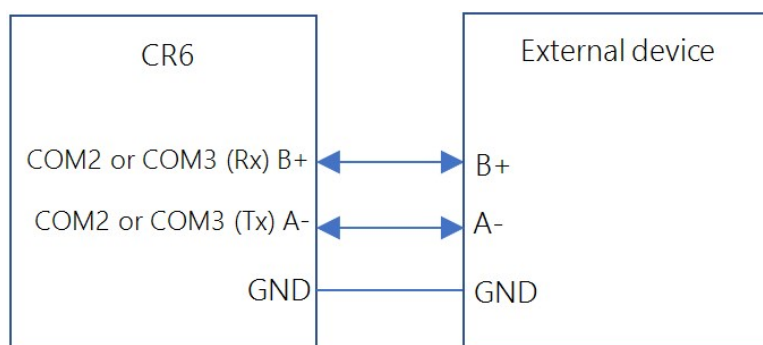 CR6
External device
COM2 or COM3 (Rx) B+
B+
COM2 or COM3 (Tx) A-
A-
GND
GND